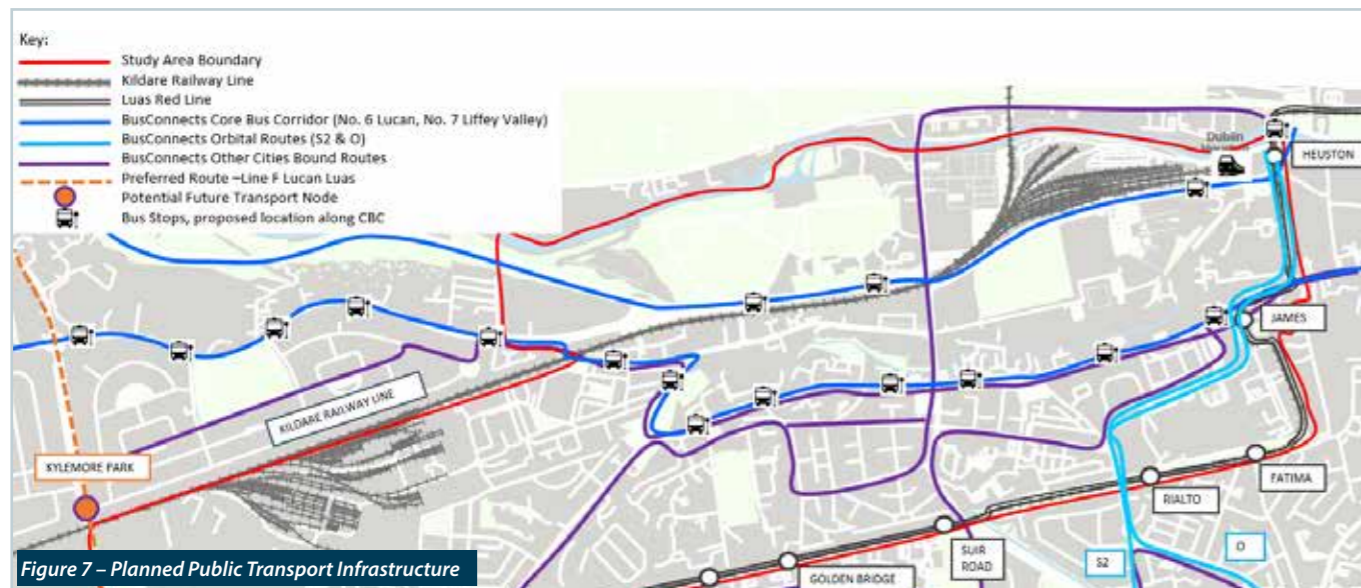 Key:
Study Area Boundary
Kildare Railway Line
Luas Red Line
BusConnects Core Bus Corridor (No. 6 Lucan, No. 7 Liffey Valley)
BusConnects Orbital Routes (S2 & O)
BusConnects Other Cities Bound Routes
Preferred Route –Line F Lucan Luas
Potential Future Transport Node
Bus Stops, proposed location along CBC
Dublin
HEUSTON
JAMES
KILDARE RAILWAY LINE
KYLEMORE PARK
FATIMA
RIALTO
SUIR
ROAD
S2
O
GOLDEN BRIDGE
Figure 7 – Planned Public Transport Infrastructure